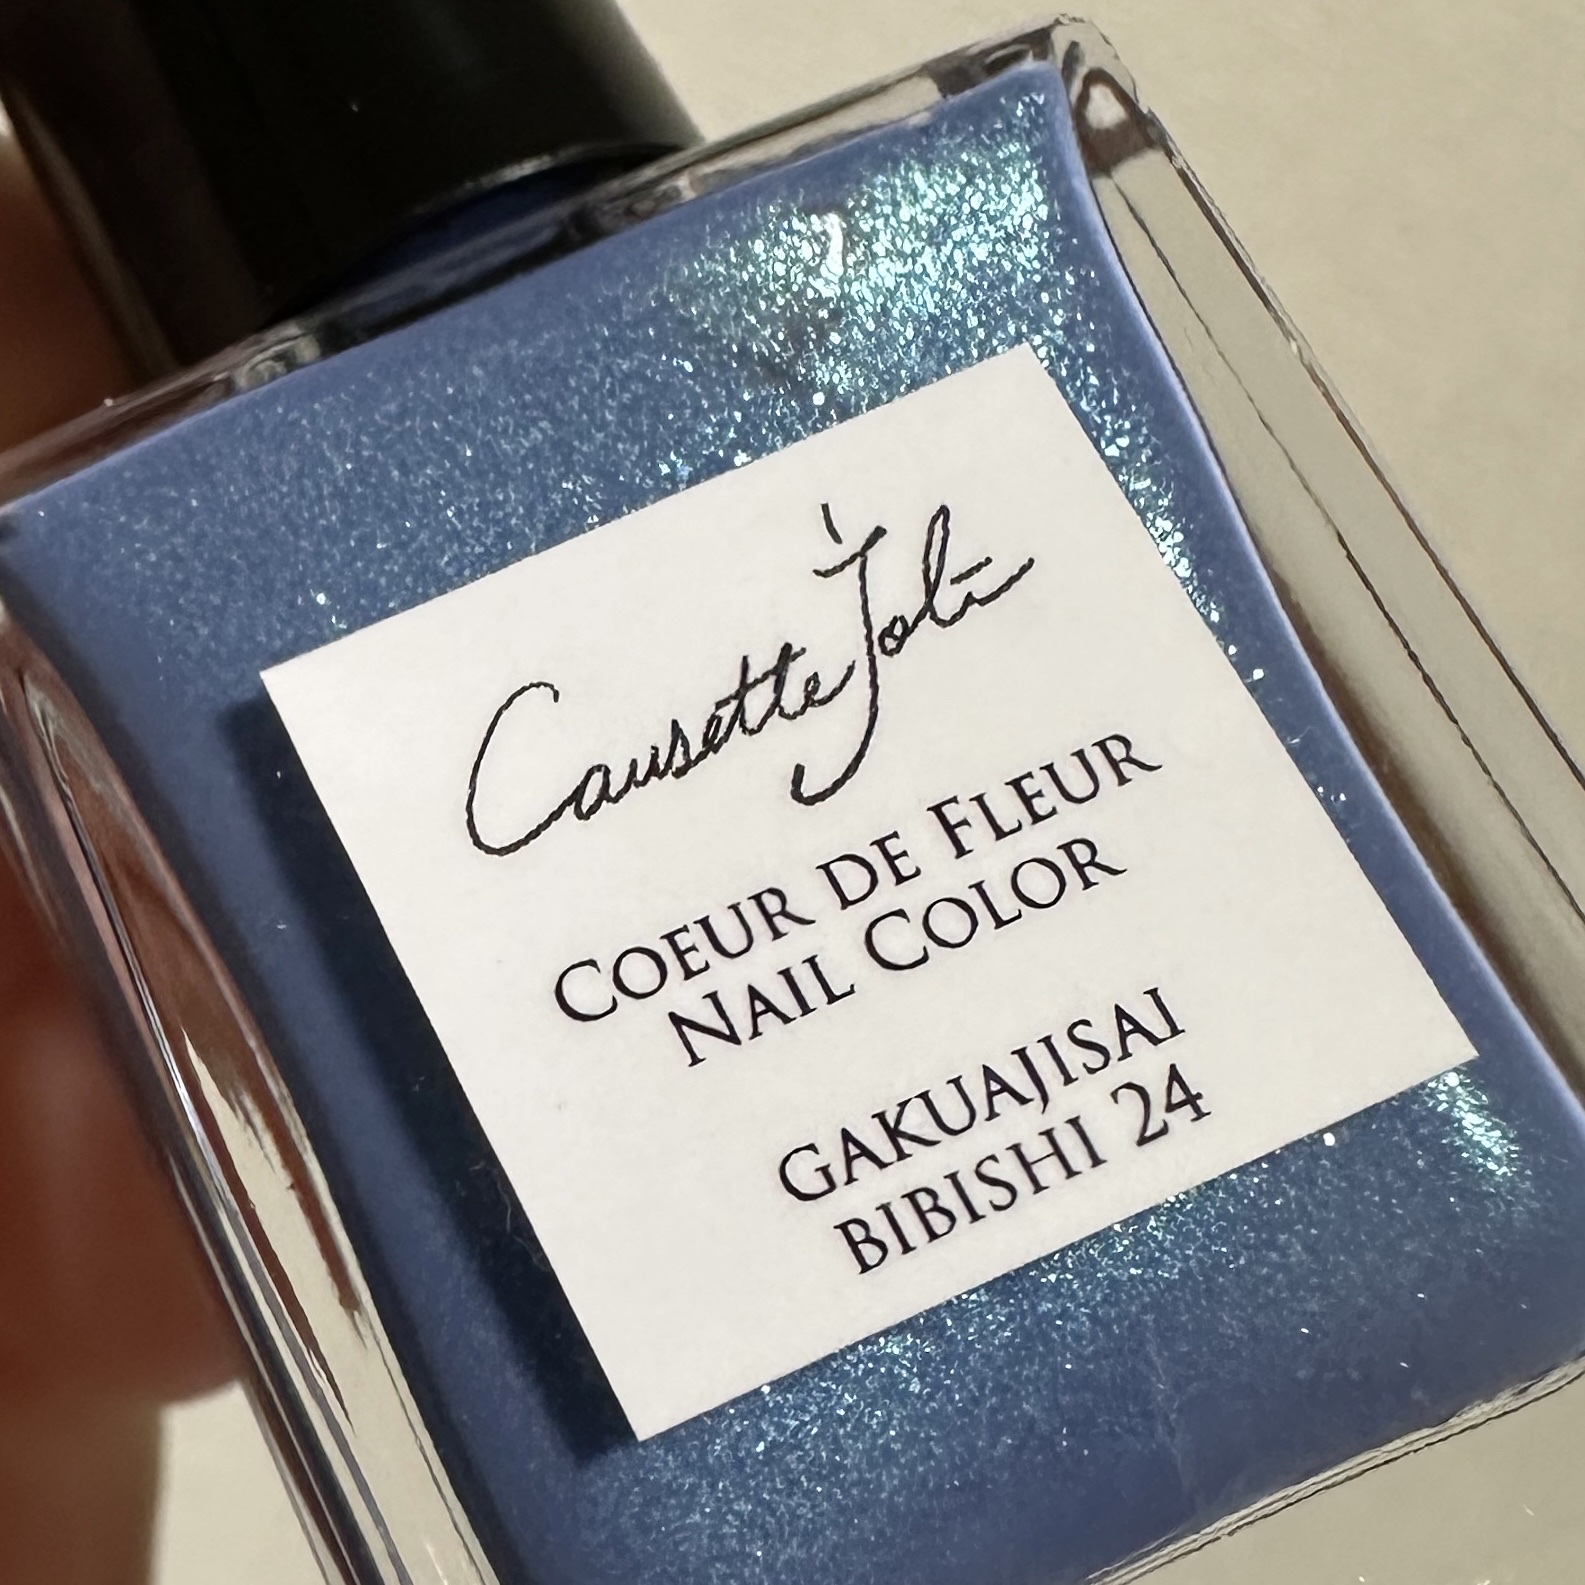 Causette Joli
COEUR DE FLEUR
NAIL COLOR
GAKUAJISAI
BIBISHI 24